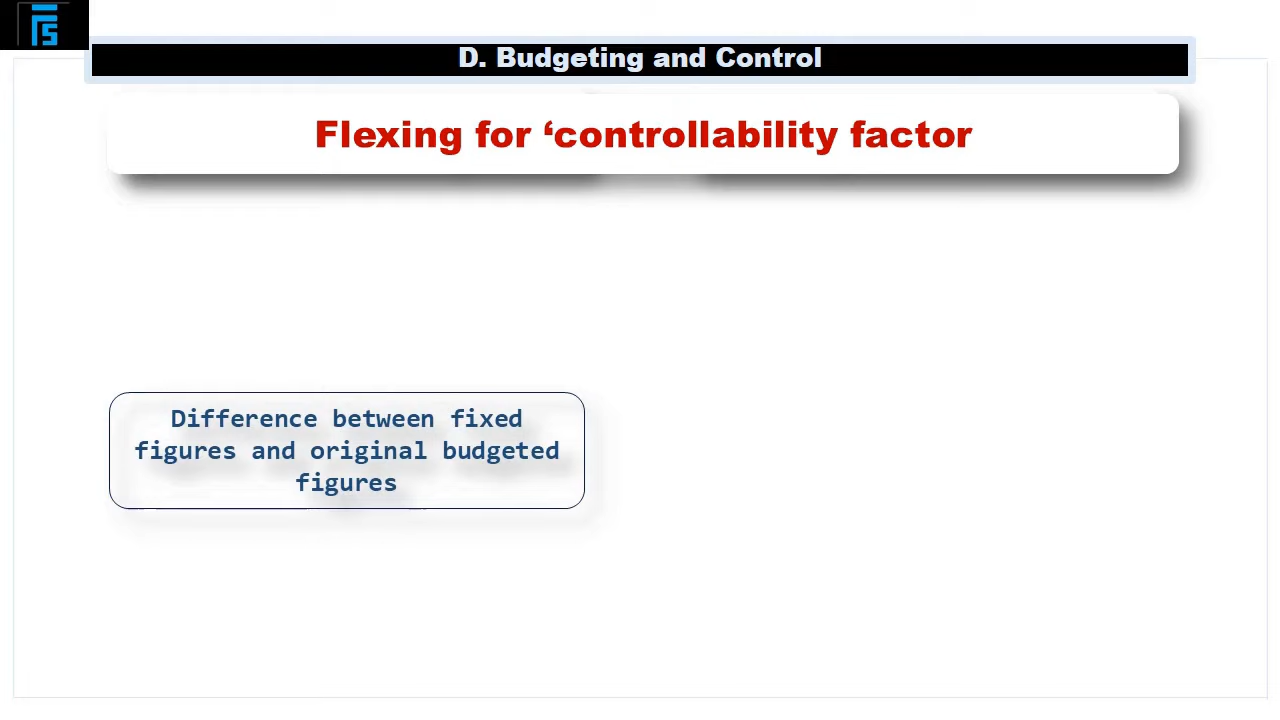 D. Budgeting and Control
Flexing for ‘controllability factor
Difference between fixed
figures and original budgeted
figures